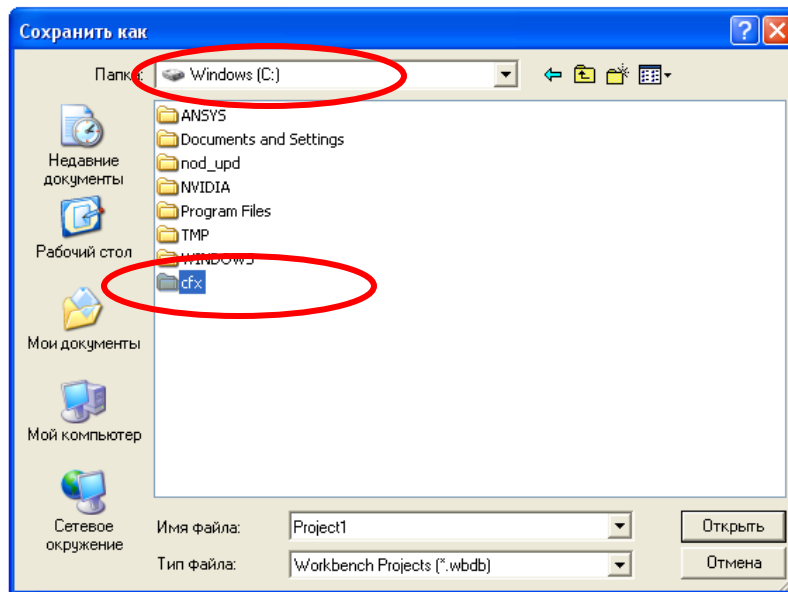 Сохранить как
Папка: Windows (C:)
ANSYS
Documents and Settings
nod_upd
NVIDIA
Program Files
TMP
WINDOWS
cfx
Недавние
документы
Рабочий стол
Мои документы
Мой компьютер
Сетевое
окружение
Имя файла: Project1 Открыть
Тип файла: Workbench Projects (*.wbdb) Отмена